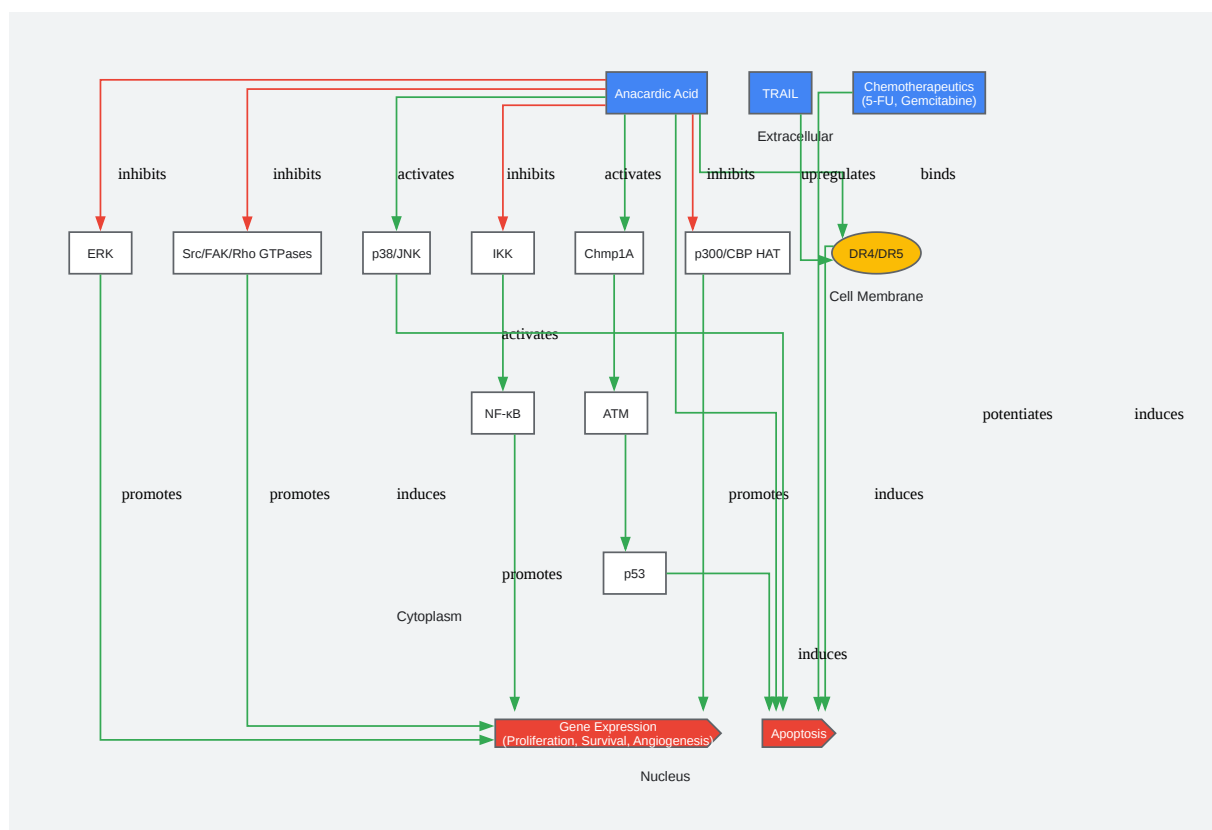 Anacardic Acid
TRAIL
Chemotherapeutics
(5-FU, Gemcitabine)
Extracellular
inhibits
inhibits
activates
inhibits
activates
inhibits
upregulates
binds
ERK
Src/FAK/Rho GTPases
p38/JNK
IKK
Chmp1A
p300/CBP HAT
DR4/DR5
Cell Membrane
activates
NF-κB
ATM
potentiates
induces
promotes
promotes
induces
promotes
induces
promotes
p53
Cytoplasm
induces
Gene Expression
(Proliferation, Survival, Angiogenesis)
Apoptosis
Nucleus